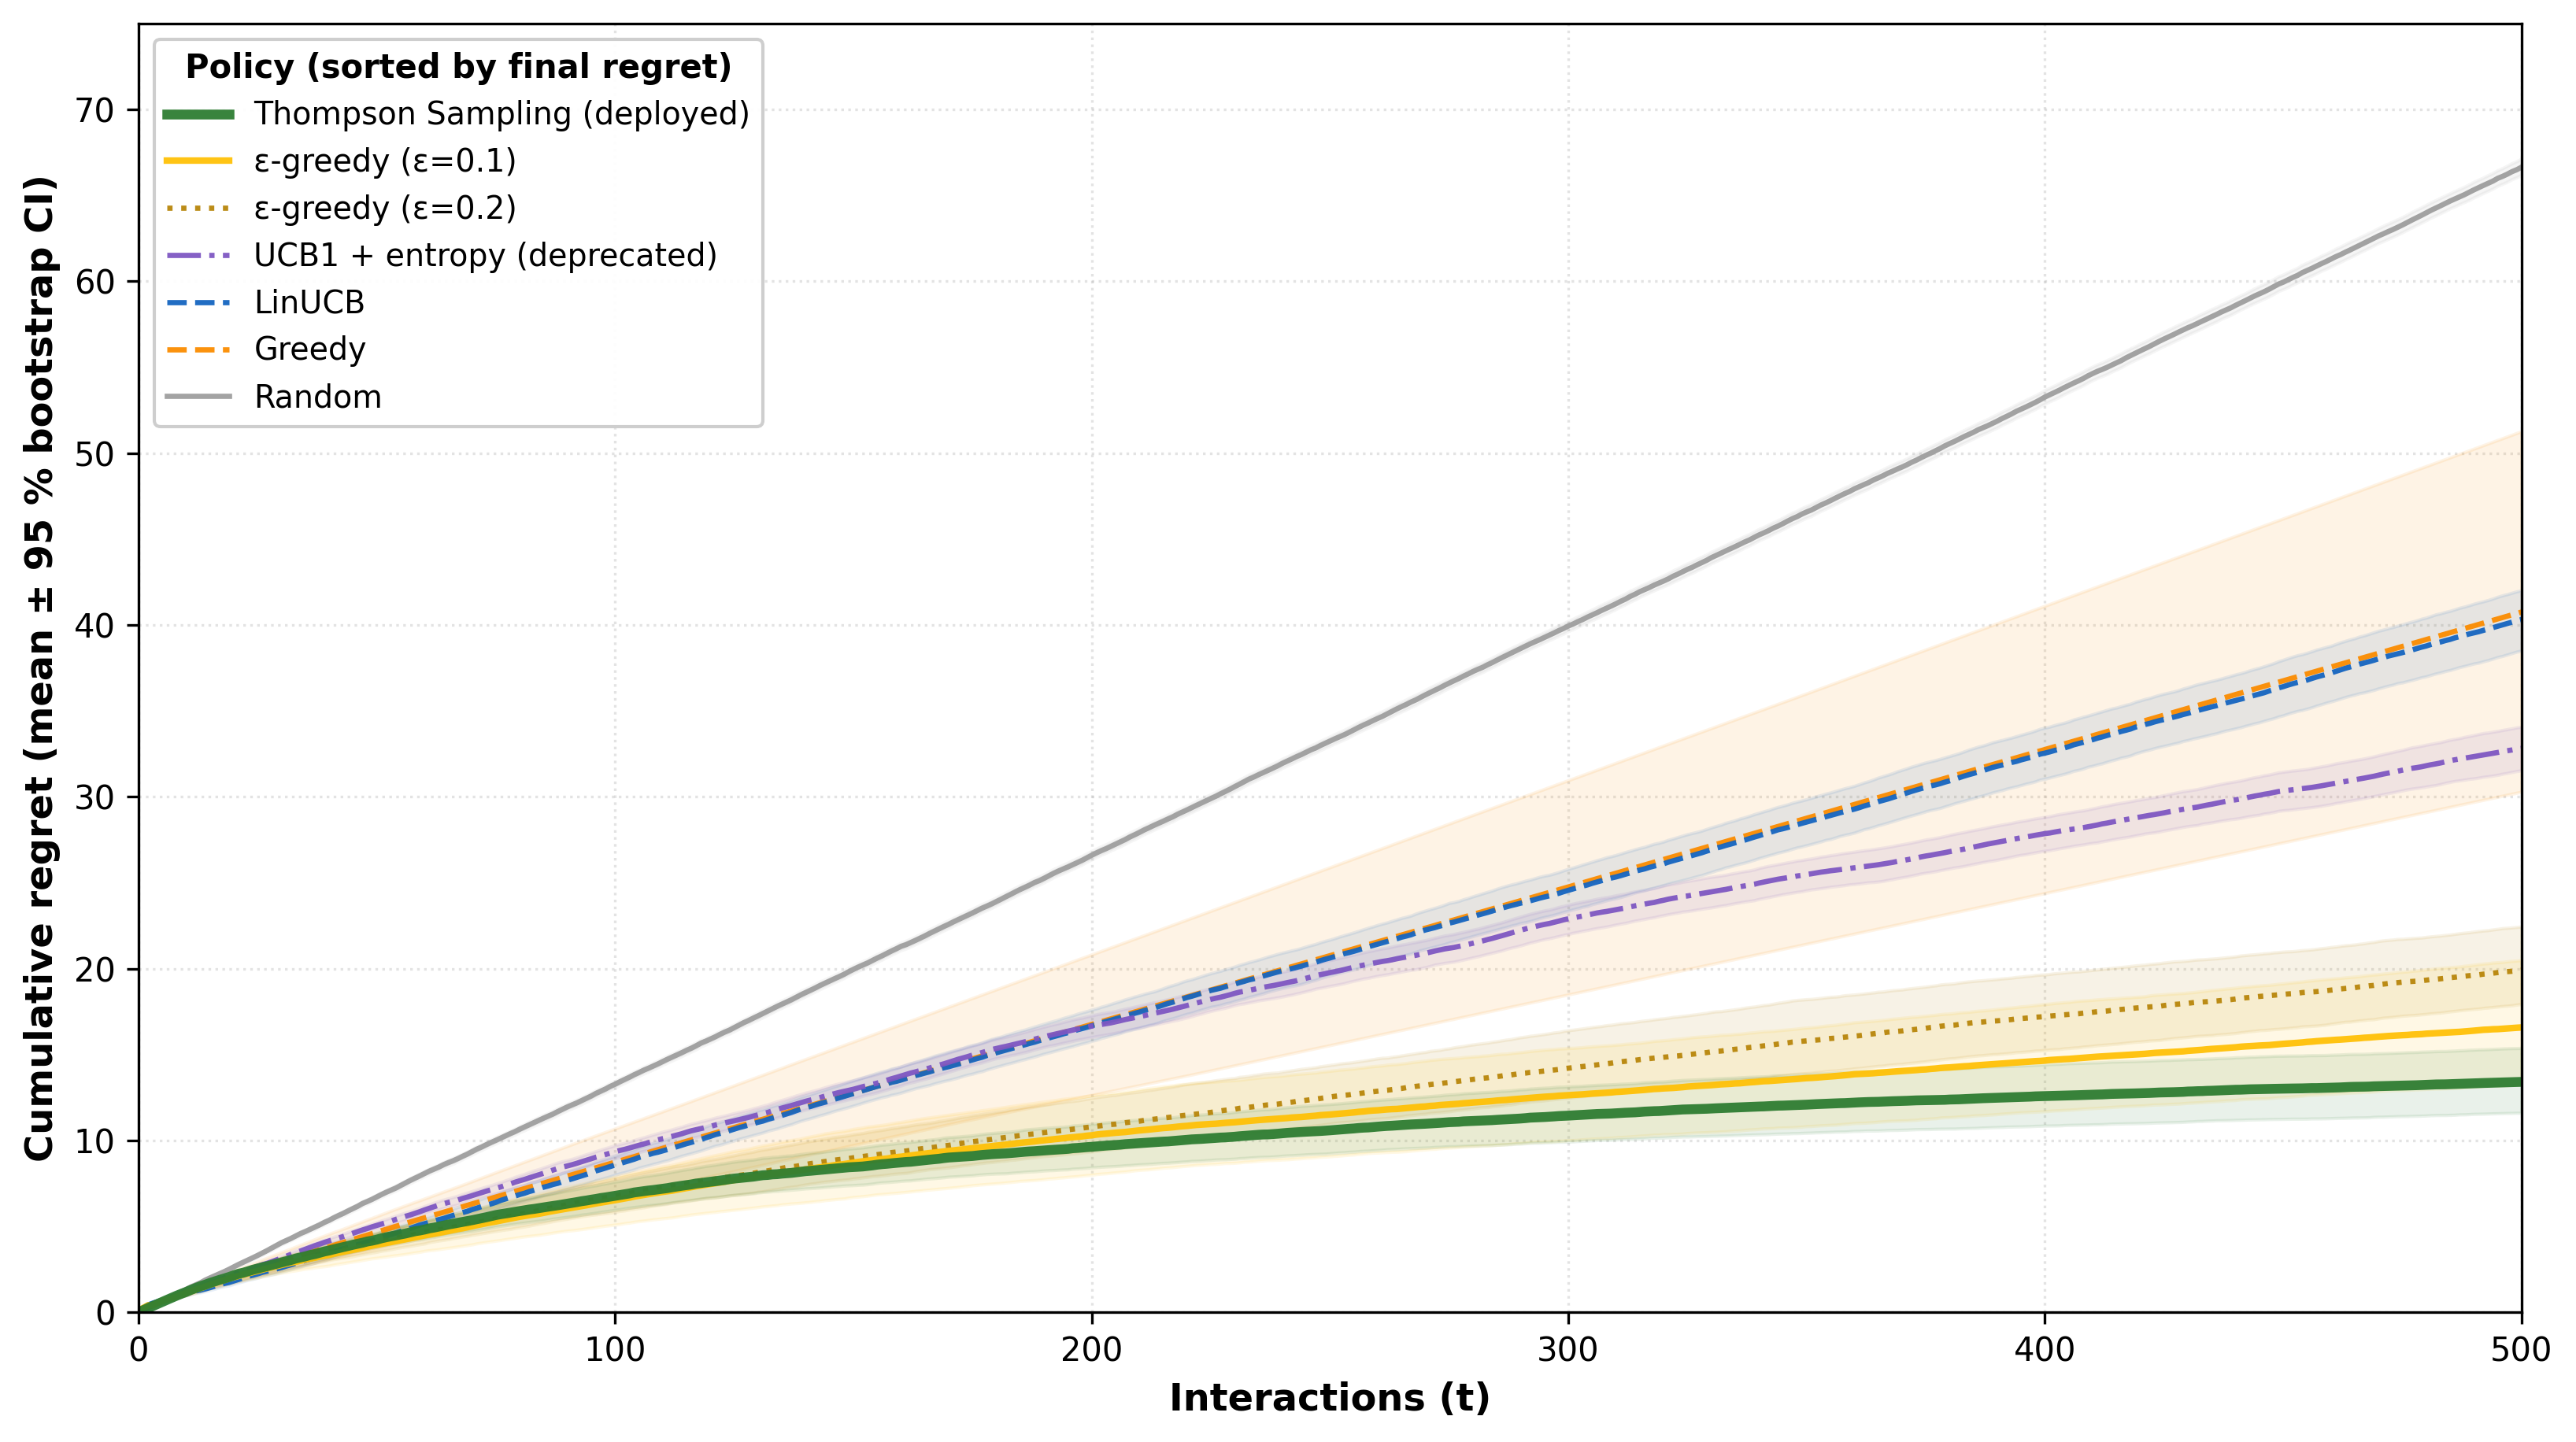 Cumulative regret (mean ± 95 % bootstrap CI)
70
60
50
40
30
20
10
0
Policy (sorted by final regret)
Thompson Sampling (deployed)
ε-greedy (ε=0.1)
ε-greedy (ε=0.2)
UCB1 + entropy (deprecated)
LinUCB
Greedy
Random
0 100 200 300 400 500
Interactions (t)